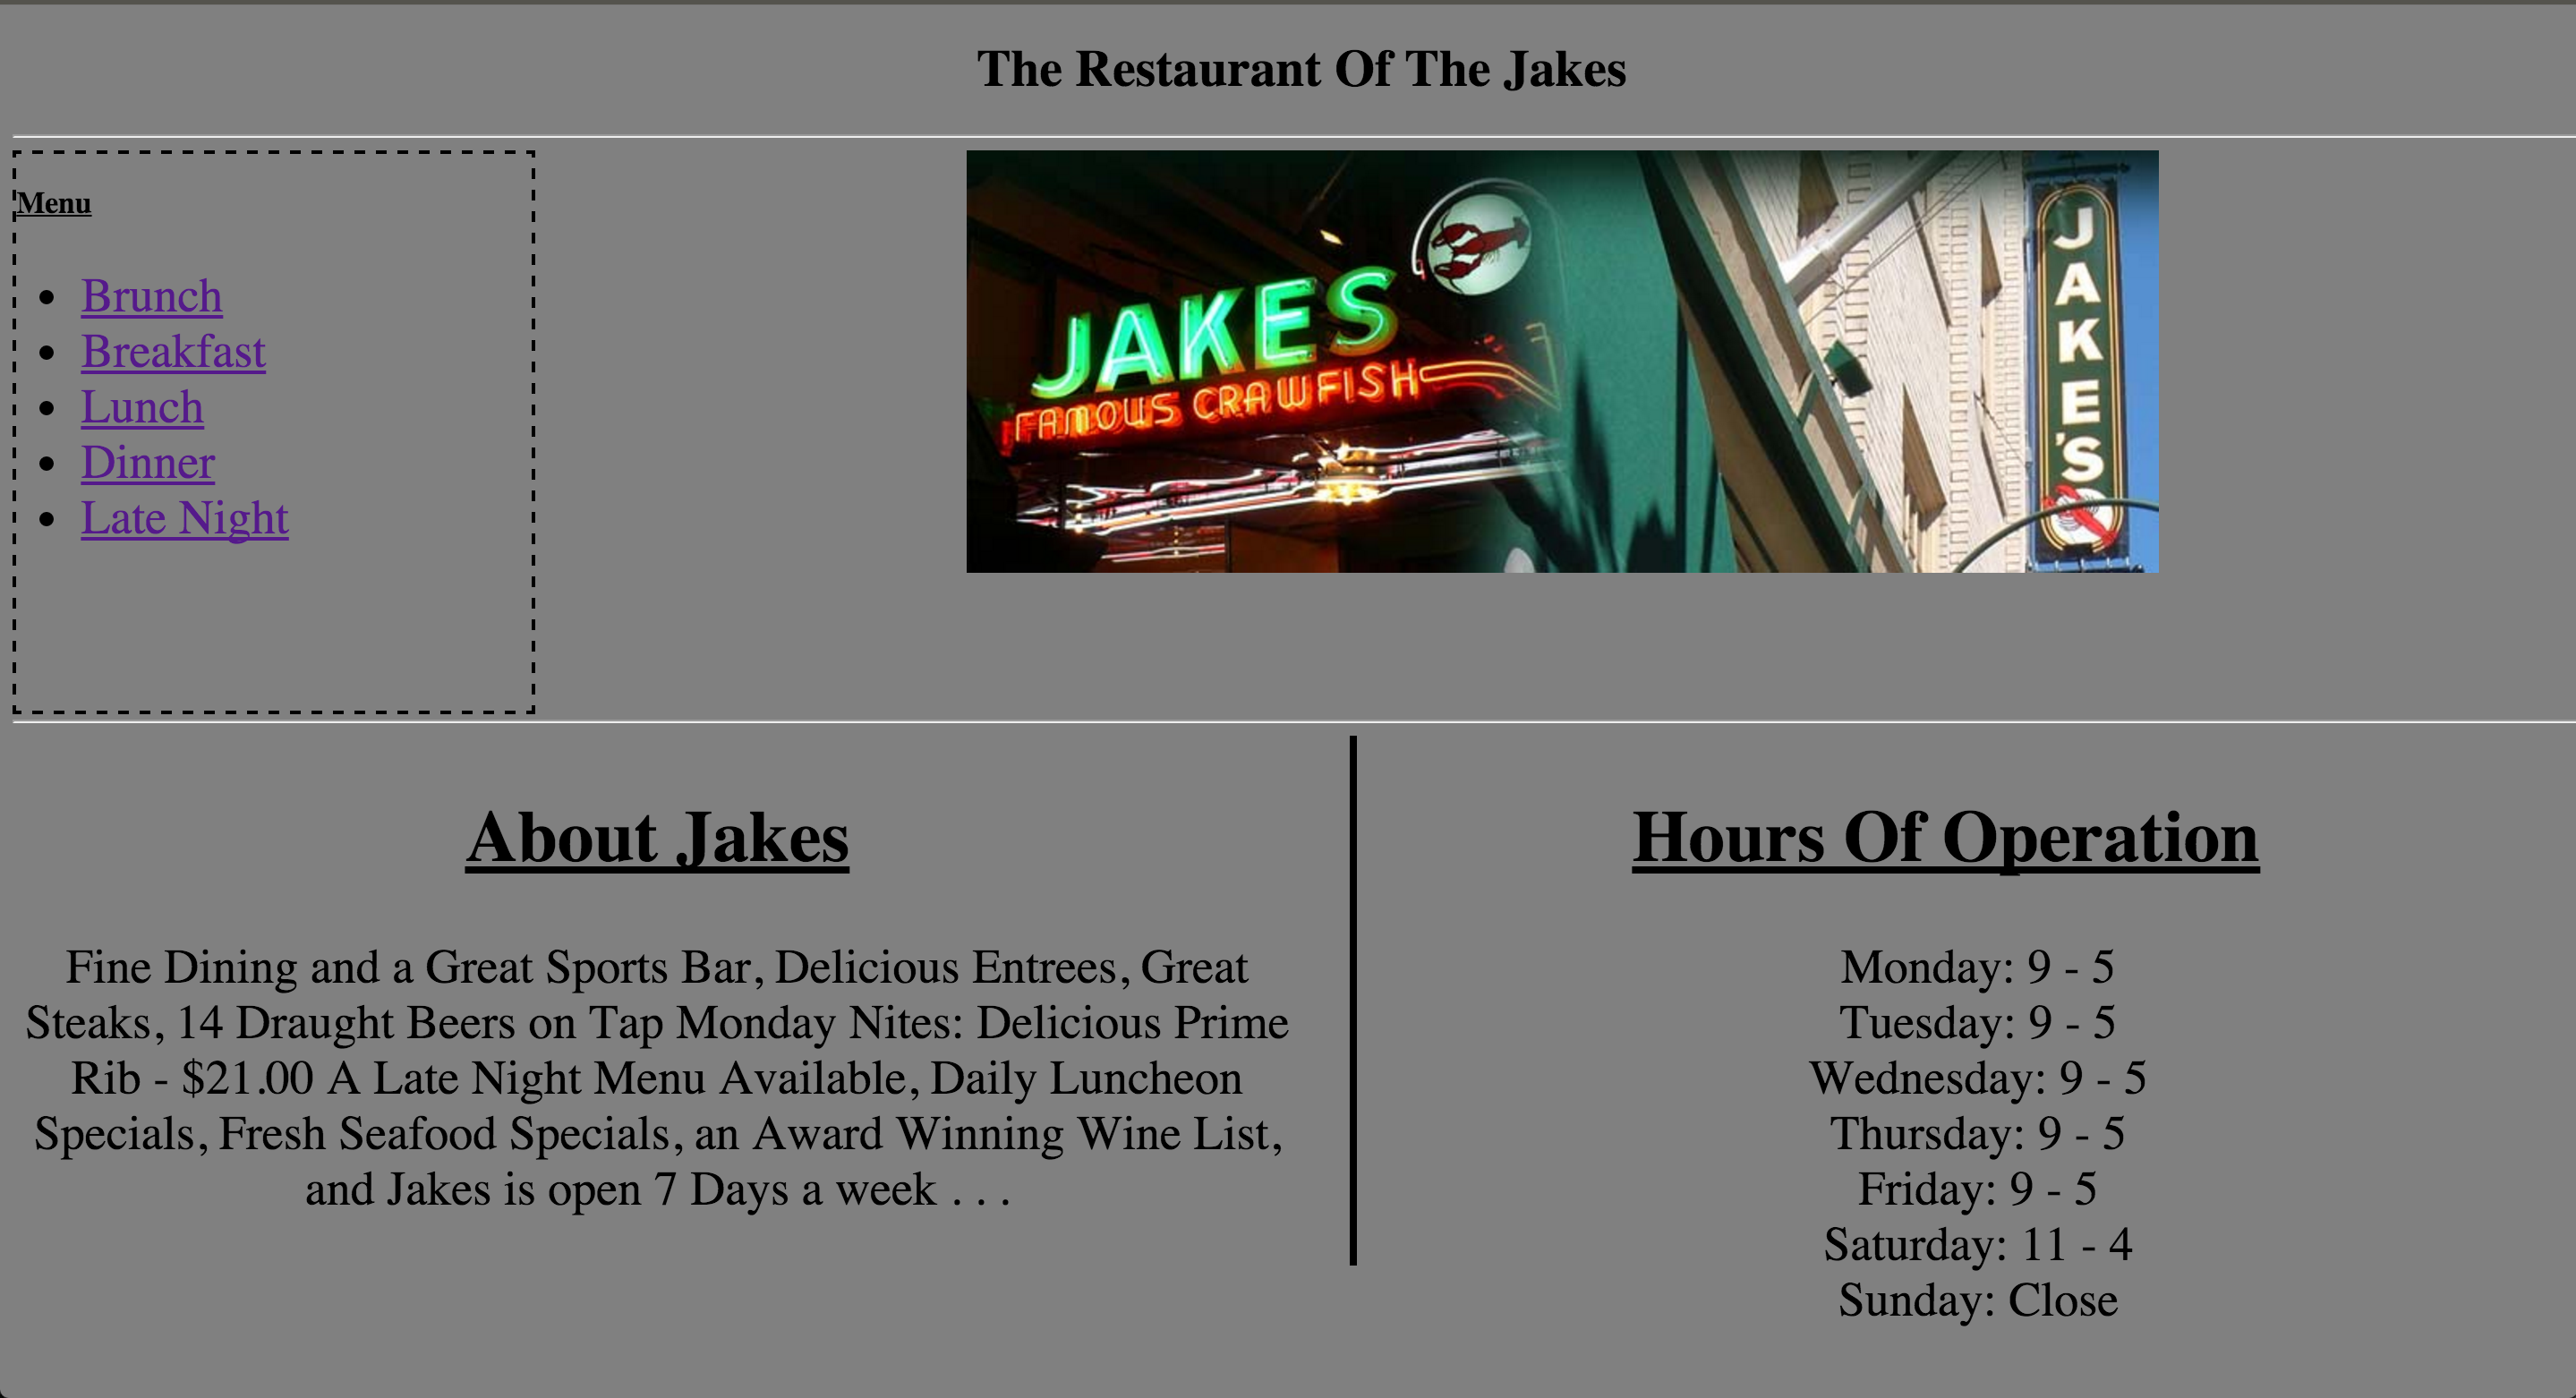 The Restaurant Of The Jakes
Menu
Brunch
Breakfast
Lunch
Dinner
Late Night
JAKES
FAMOUS CRAWFISH
JAKE'S
About Jakes
Fine Dining and a Great Sports Bar, Delicious Entrees, Great
Steaks, 14 Draught Beers on Tap Monday Nites: Delicious Prime
Rib - $21.00 A Late Night Menu Available, Daily Luncheon
Specials, Fresh Seafood Specials, an Award Winning Wine List,
and Jakes is open 7 Days a week . . .
Hours Of Operation
Monday: 9 - 5
Tuesday: 9 - 5
Wednesday: 9 - 5
Thursday: 9 - 5
Friday: 9 - 5
Saturday: 11 - 4
Sunday: Close